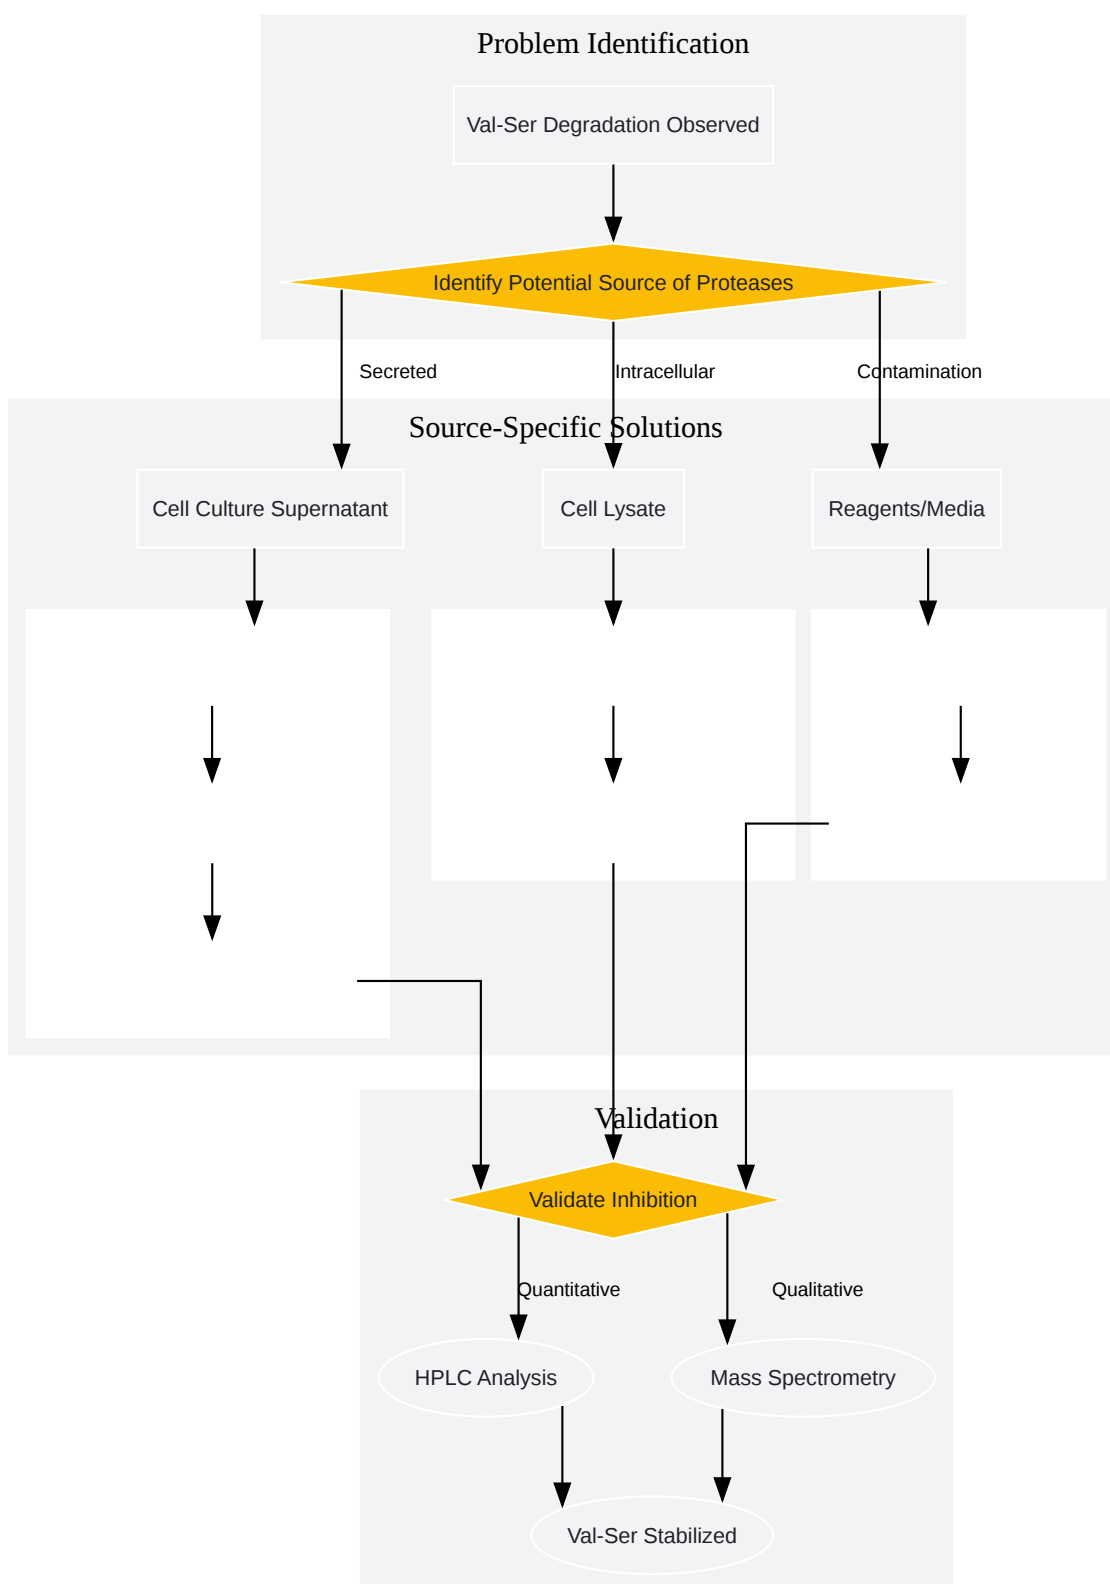 Problem Identification
Val-Ser Degradation Observed
Identify Potential Source of Proteases
Secreted
Intracellular
Contamination
Source-Specific Solutions
Cell Culture Supernatant
Cell Lysate
Reagents/Media
Validation
Validate Inhibition
Quantitative
Qualitative
HPLC Analysis
Mass Spectrometry
Val-Ser Stabilized